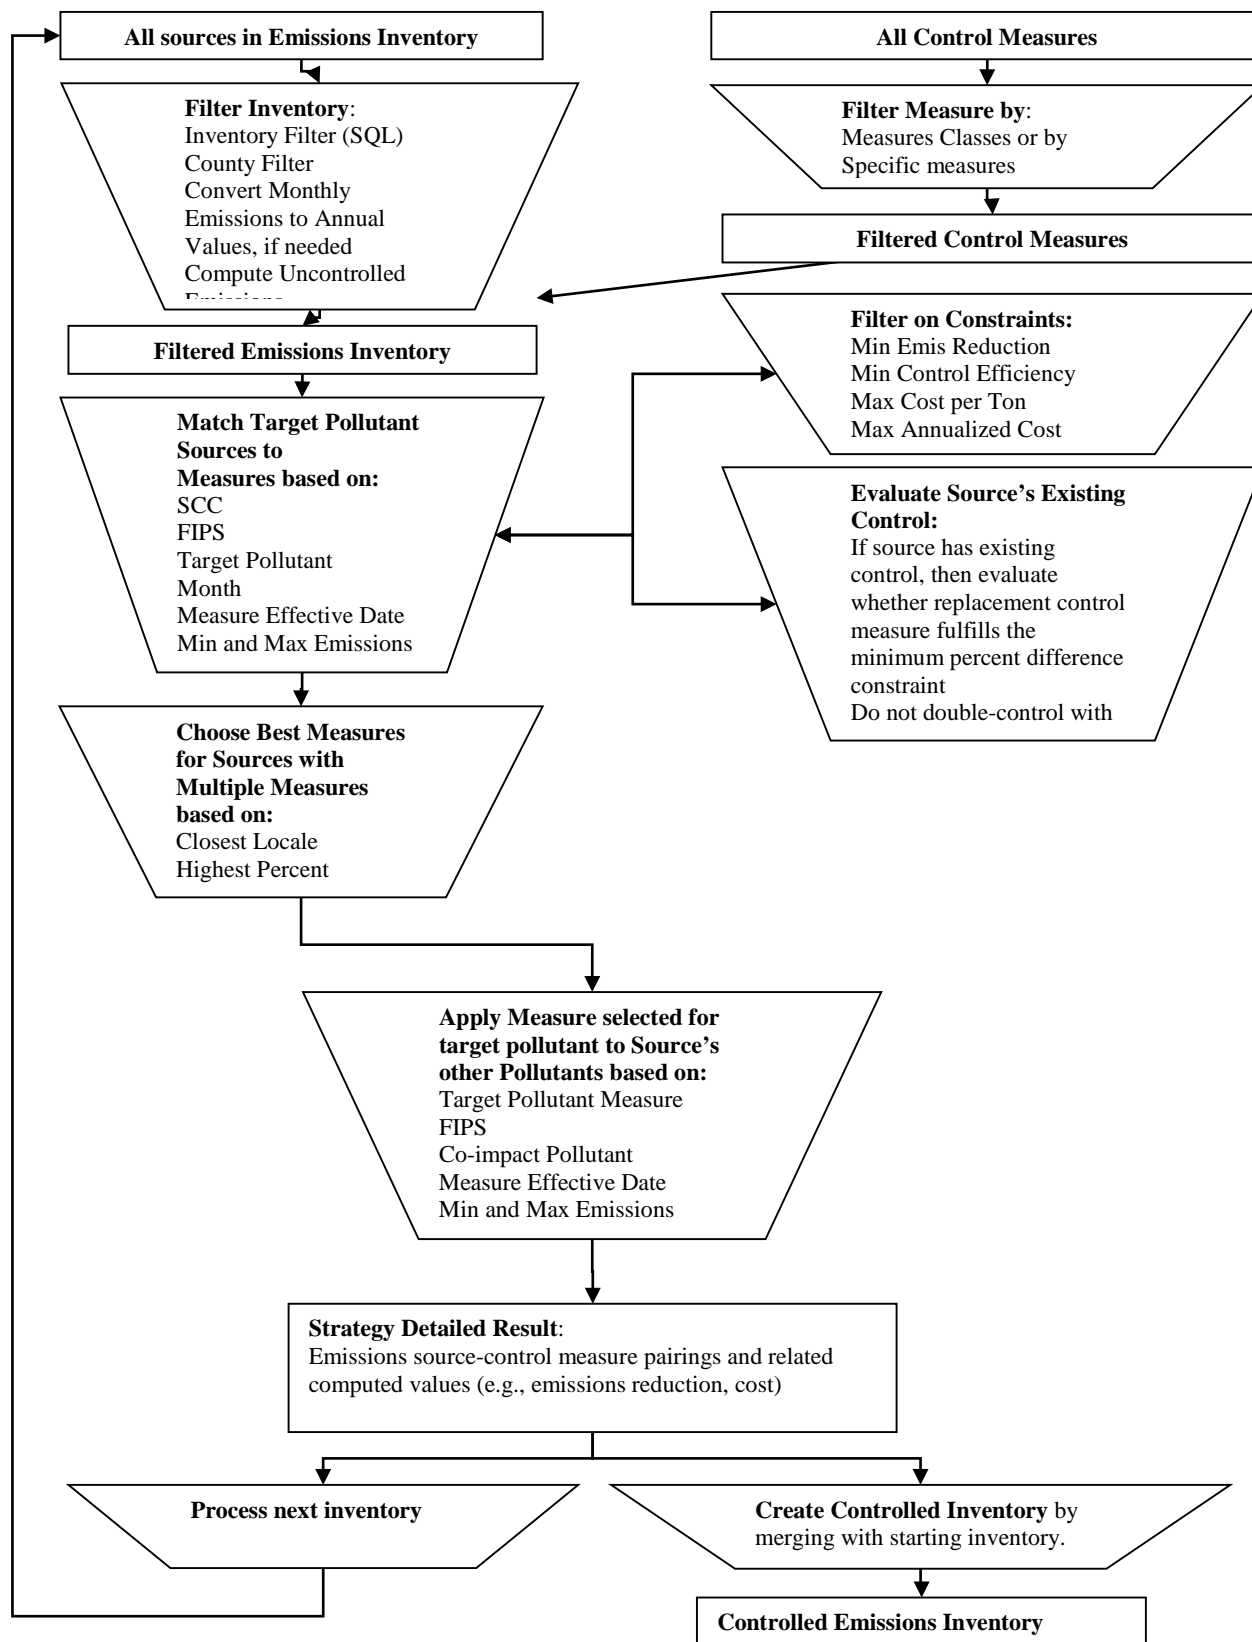 All sources in Emissions Inventory
All Control Measures
Filter Inventory:
Inventory Filter (SQL)
County Filter
Convert Monthly
Emissions to Annual
Values, if needed
Compute Uncontrolled
Filter Measure by:
Measures Classes or by
Specific measures
Filtered Control Measures
Filtered Emissions Inventory
Filter on Constraints:
Min Emis Reduction
Min Control Efficiency
Max Cost per Ton
Max Annualized Cost
Match Target Pollutant
Sources to
Measures based on:
SCC
FIPS
Target Pollutant
Month
Measure Effective Date
Min and Max Emissions
Evaluate Source’s Existing
Control:
If source has existing
control, then evaluate
whether replacement control
measure fulfills the
minimum percent difference
constraint
Do not double-control with
Choose Best Measures
for Sources with
Multiple Measures
based on:
Closest Locale
Highest Percent
Apply Measure selected for
target pollutant to Source’s
other Pollutants based on:
Target Pollutant Measure
FIPS
Co-impact Pollutant
Measure Effective Date
Min and Max Emissions
Strategy Detailed Result:
Emissions source-control measure pairings and related
computed values (e.g., emissions reduction, cost)
Process next inventory
Create Controlled Inventory by
merging with starting inventory.
Controlled Emissions Inventory